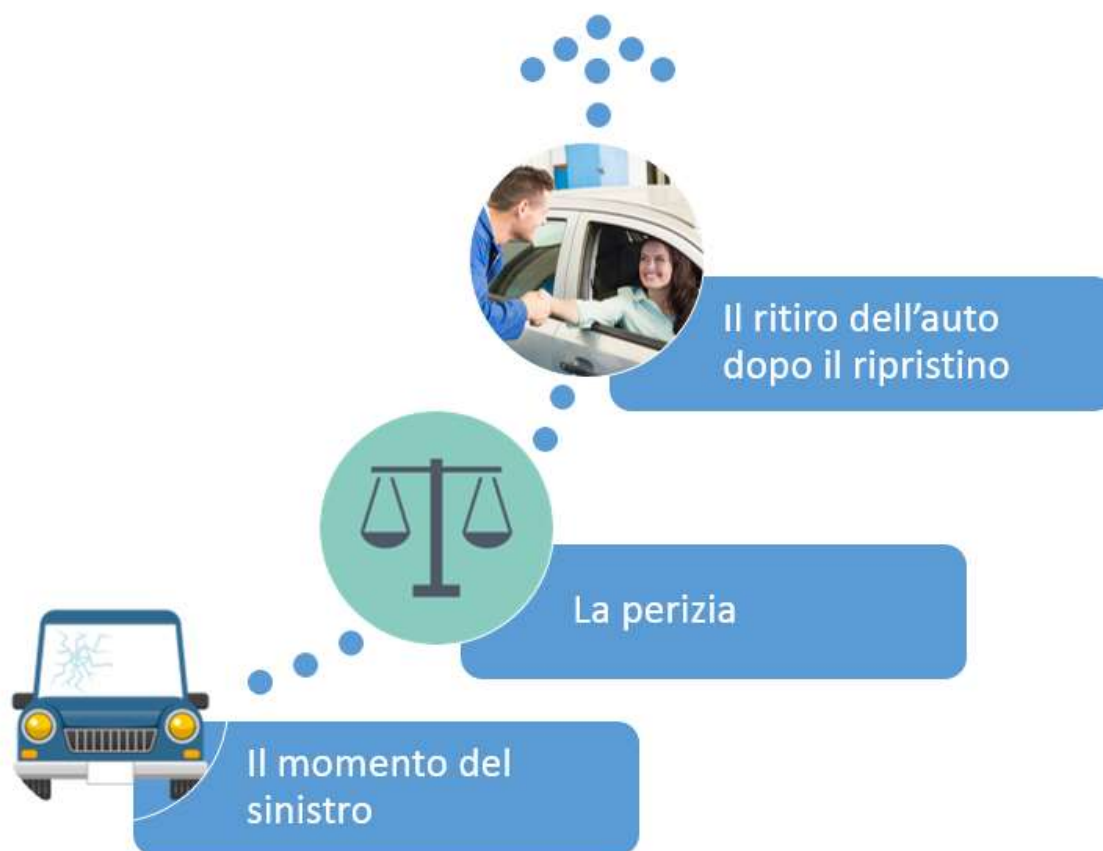 Il ritiro dell’auto
dopo il ripristino
La perizia
Il momento del
sinistro